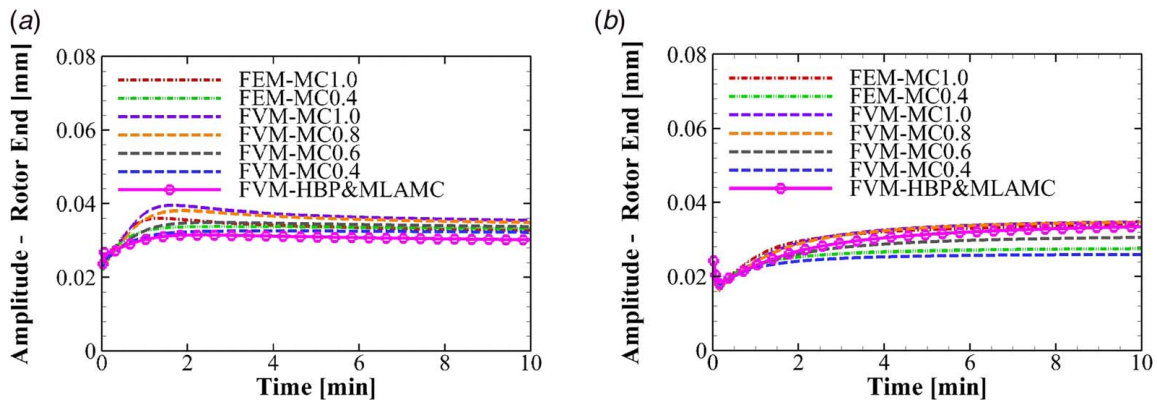 (a)
Amplitude - Rotor End [mm]
0.08
0.06
0.04
0.02
0
FEM-MC1.0
FEM-MC0.4
FVM-MC1.0
FVM-MC0.8
FVM-MC0.6
FVM-MC0.4
FVM-HBP&MLAMC
0 2 4 6 8 10
Time [min]
(b)
Amplitude - Rotor End [mm]
0.08
0.06
0.04
0.02
0
FEM-MC1.0
FEM-MC0.4
FVM-MC1.0
FVM-MC0.8
FVM-MC0.6
FVM-MC0.4
FVM-HBP&MLAMC
0 2 4 6 8 10
Time [min]